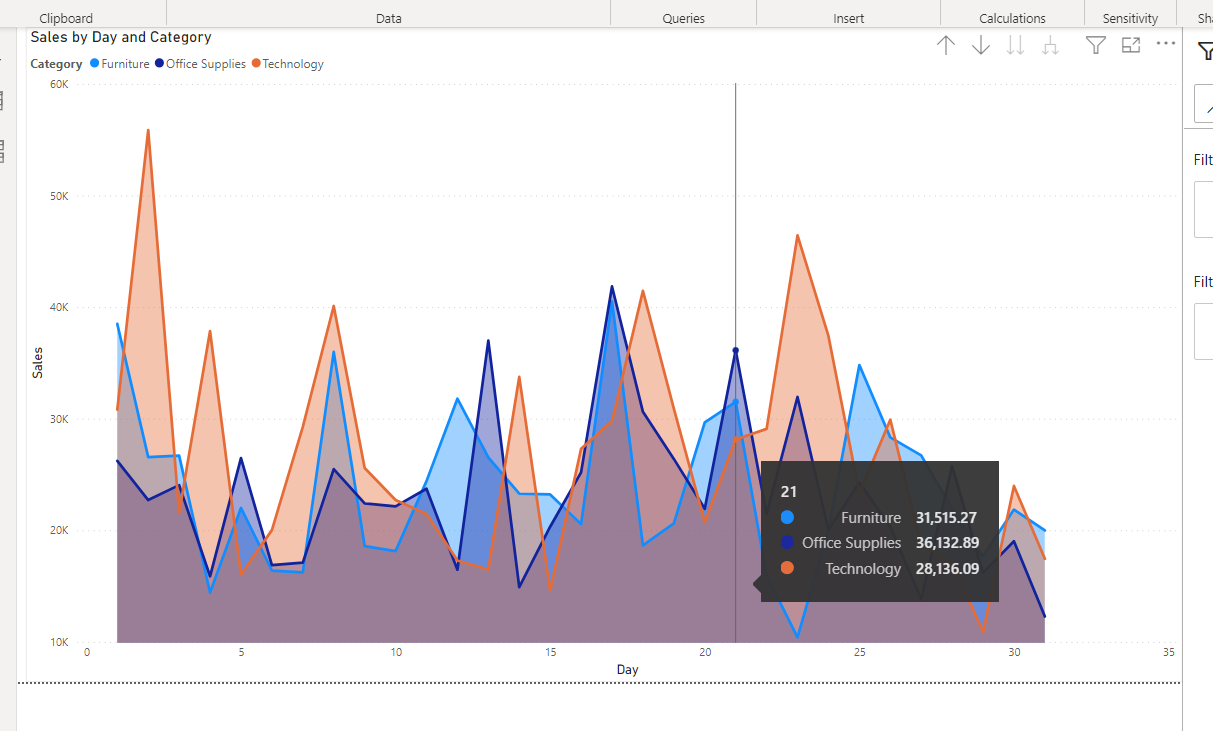 Clipboard Data Queries Insert Calculations Sensitivity Sha
Sales by Day and Category
Category Furniture Office Supplies Technology
60K
50K
40K
30K
20K
10K
Sales
0 5 10 15 20 25 30 35
Day
21
Furniture 31,515.27
Office Supplies 36,132.89
Technology 28,136.09
Filt
Filt